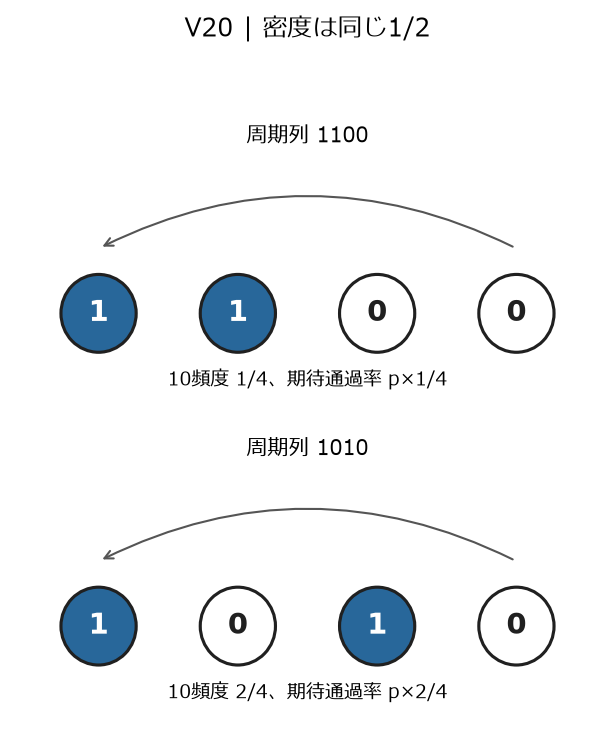 V20 | 密度は同じ1/2
周期列 1100
1 1 0 0
10頻度 1/4、期待通過率 p×1/4
周期列 1010
1 0 1 0
10頻度 2/4、期待通過率 p×2/4